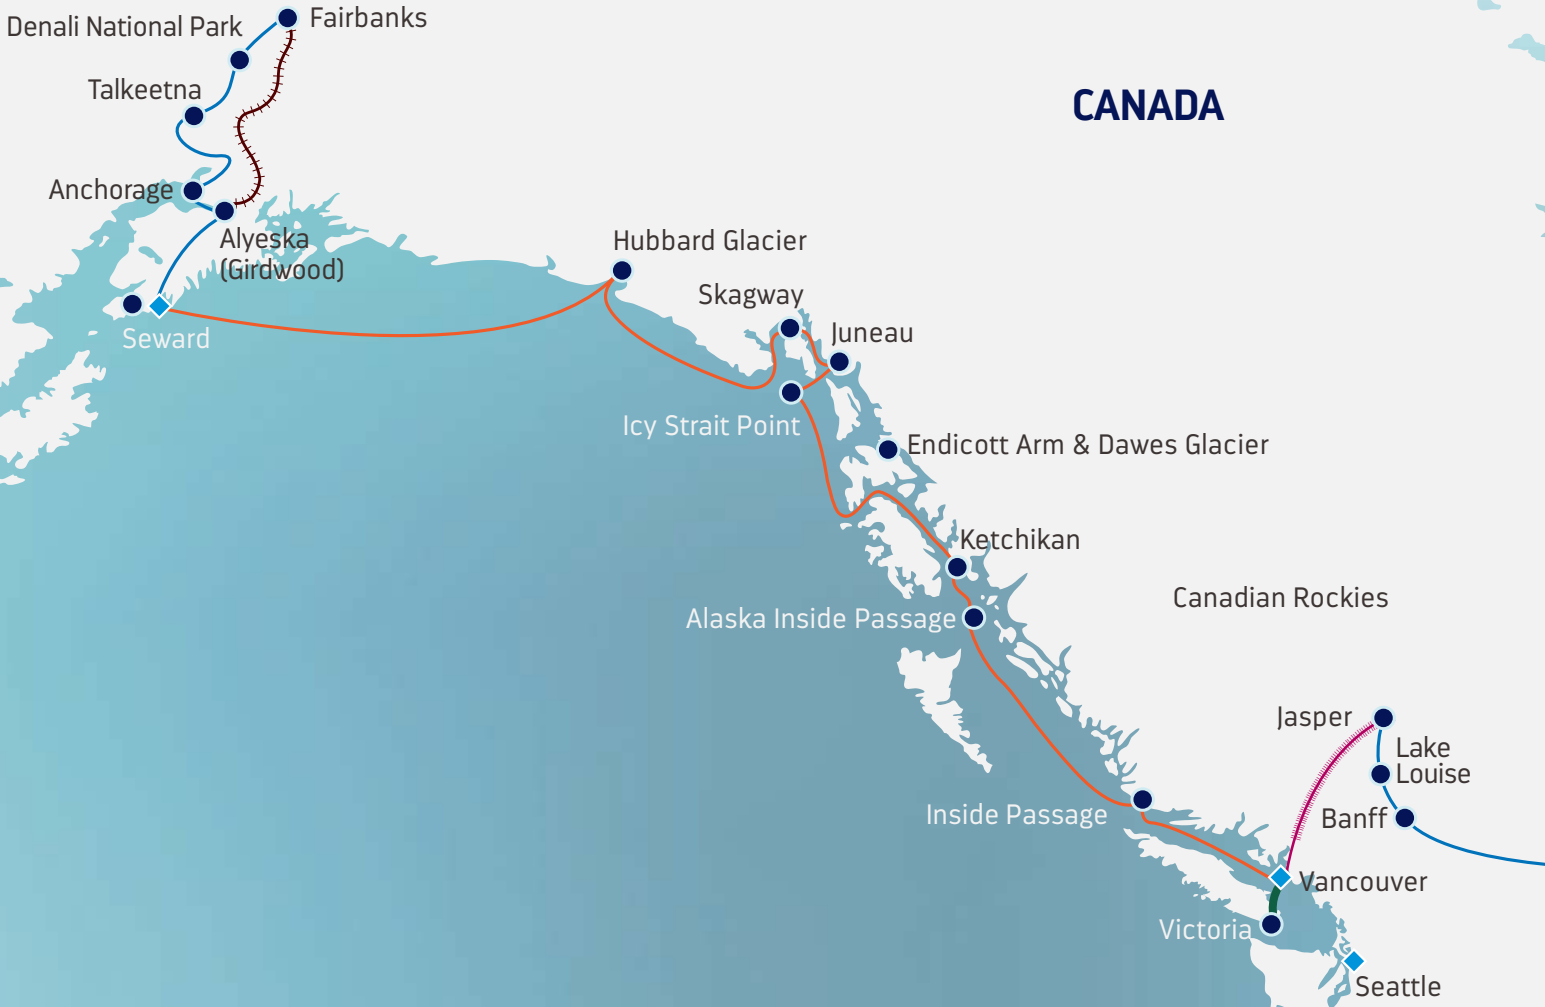 Fairbanks
Denali National Park
Talkeetna
CANADA
Anchorage
Alyeska
(Girdwood)
Hubbard Glacier
Skagway
Seward
Juneau
Icy Strait Point
Endicott Arm & Dawes Glacier
Ketchikan
Canadian Rockies
Alaska Inside Passage
Jasper
Lake
Louise
Inside Passage
Banff
Vancouver
Victoria
Seattle